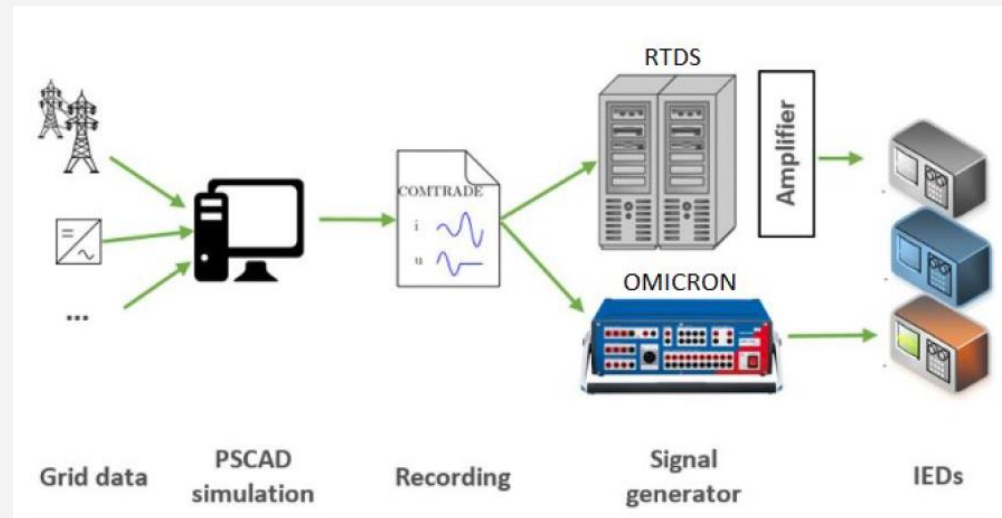 RTDS
Amplifier
COMTRADE
i
u
OMICRON
...
Grid data
PSCAD
simulation
Recording
Signal
generator
IEDs